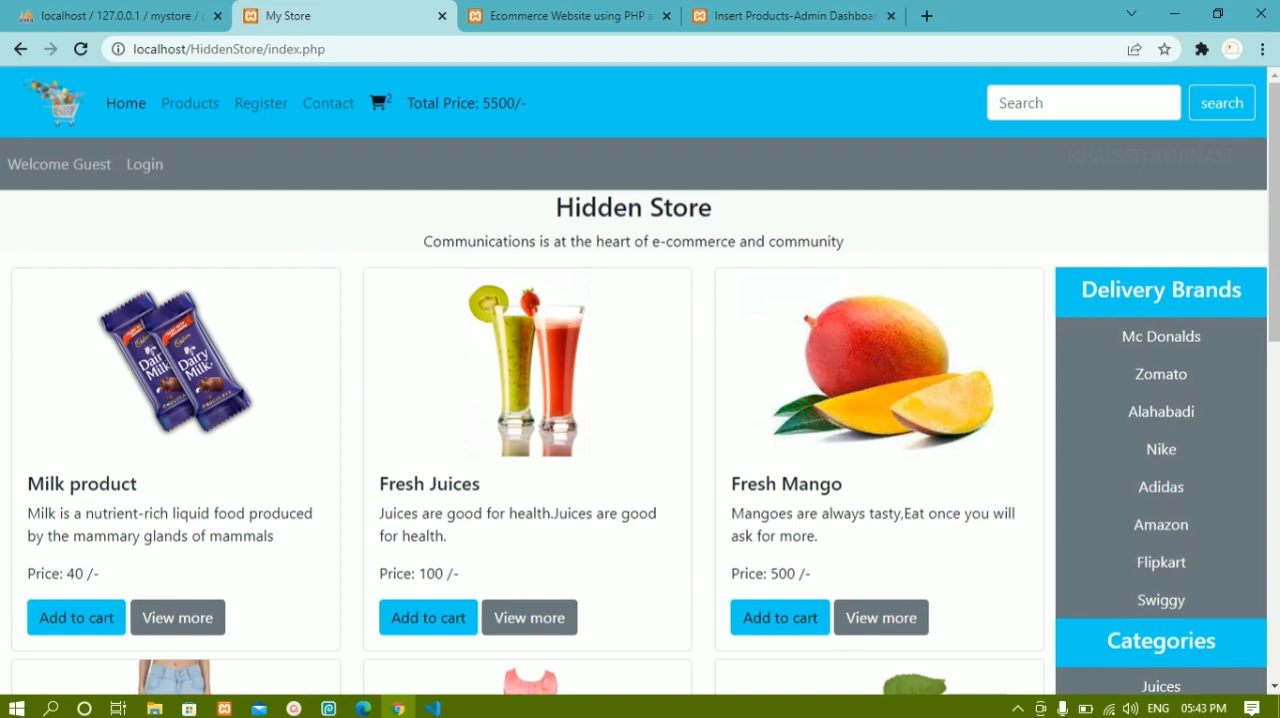 localhost / 127.0.0.1 / mystore /
My Store
Ecommerce Website using PHP
Insert Products-Admin Dashboar
localhost/HiddenStore/index.php
Home Products Register Contact 2 Total Price: 5500/-
Search
search
Welcome Guest Login
Hidden Store
Communications is at the heart of e-commerce and community
Dairy
Milk
Dairy
Milk
Milk product
Milk is a nutrient-rich liquid food produced
by the mammary glands of mammals
Price: 40 /-
Add to cart
View more
Fresh Juices
Juices are good for health.Juices are good
for health.
Price: 100 /-
Add to cart
View more
Fresh Mango
Mangoes are always tasty,Eat once you will
ask for more.
Price: 500 /-
Add to cart
View more
Delivery Brands
Mc Donalds
Zomato
Alahabadi
Nike
Adidas
Amazon
Flipkart
Swiggy
Categories
Juices
ENG 05:43 PM